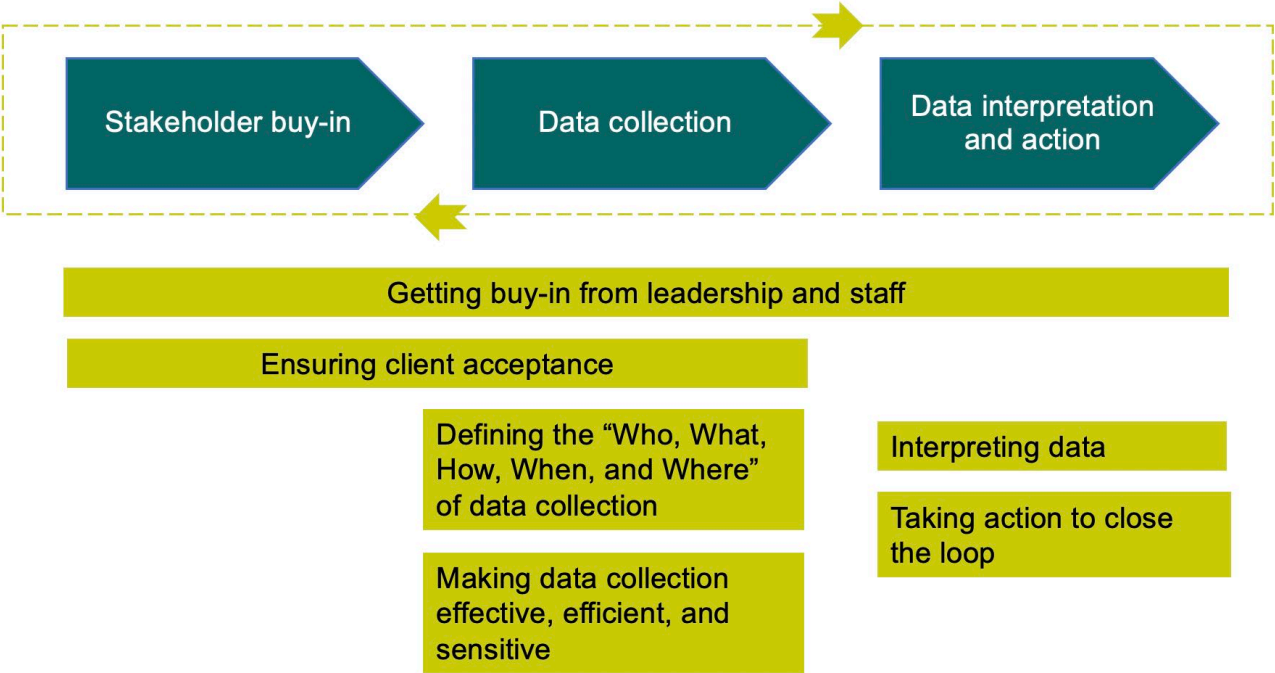 Stakeholder buy-in
Data collection
Data interpretation
and action
Getting buy-in from leadership and staff
Ensuring client acceptance
Defining the “Who, What,
How, When, and Where”
of data collection
Making data collection
effective, efficient, and
sensitive
Interpreting data
Taking action to close
the loop